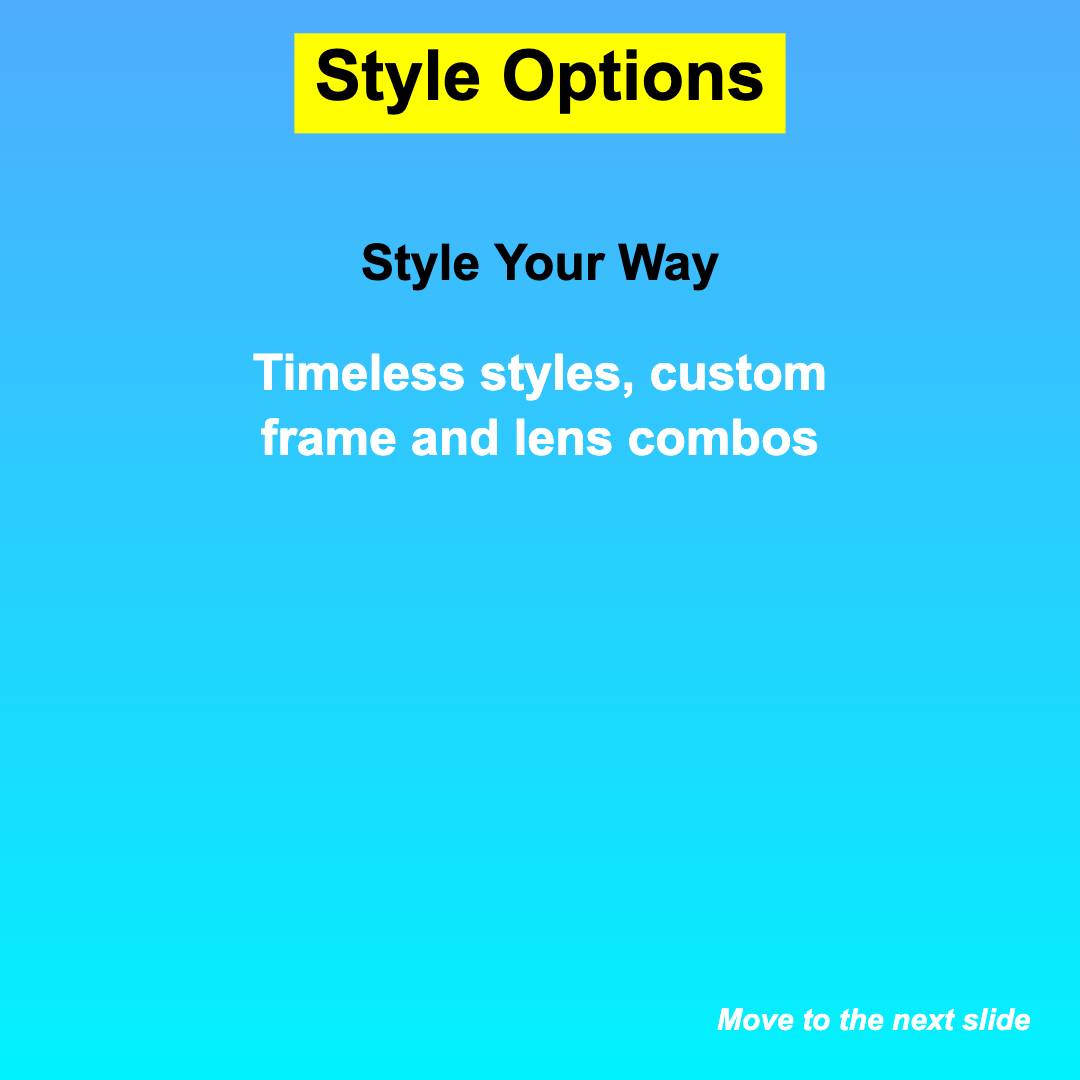 Style Options
Style Your Way
Timeless styles, custom
frame and lens combos
Move to the next slide